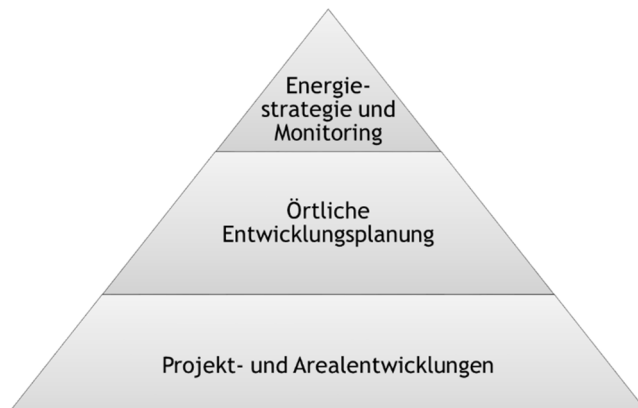 Energie-
strategie und
Monitoring
Örtliche
Entwicklungsplanung
Projekt- und Arealentwicklungen